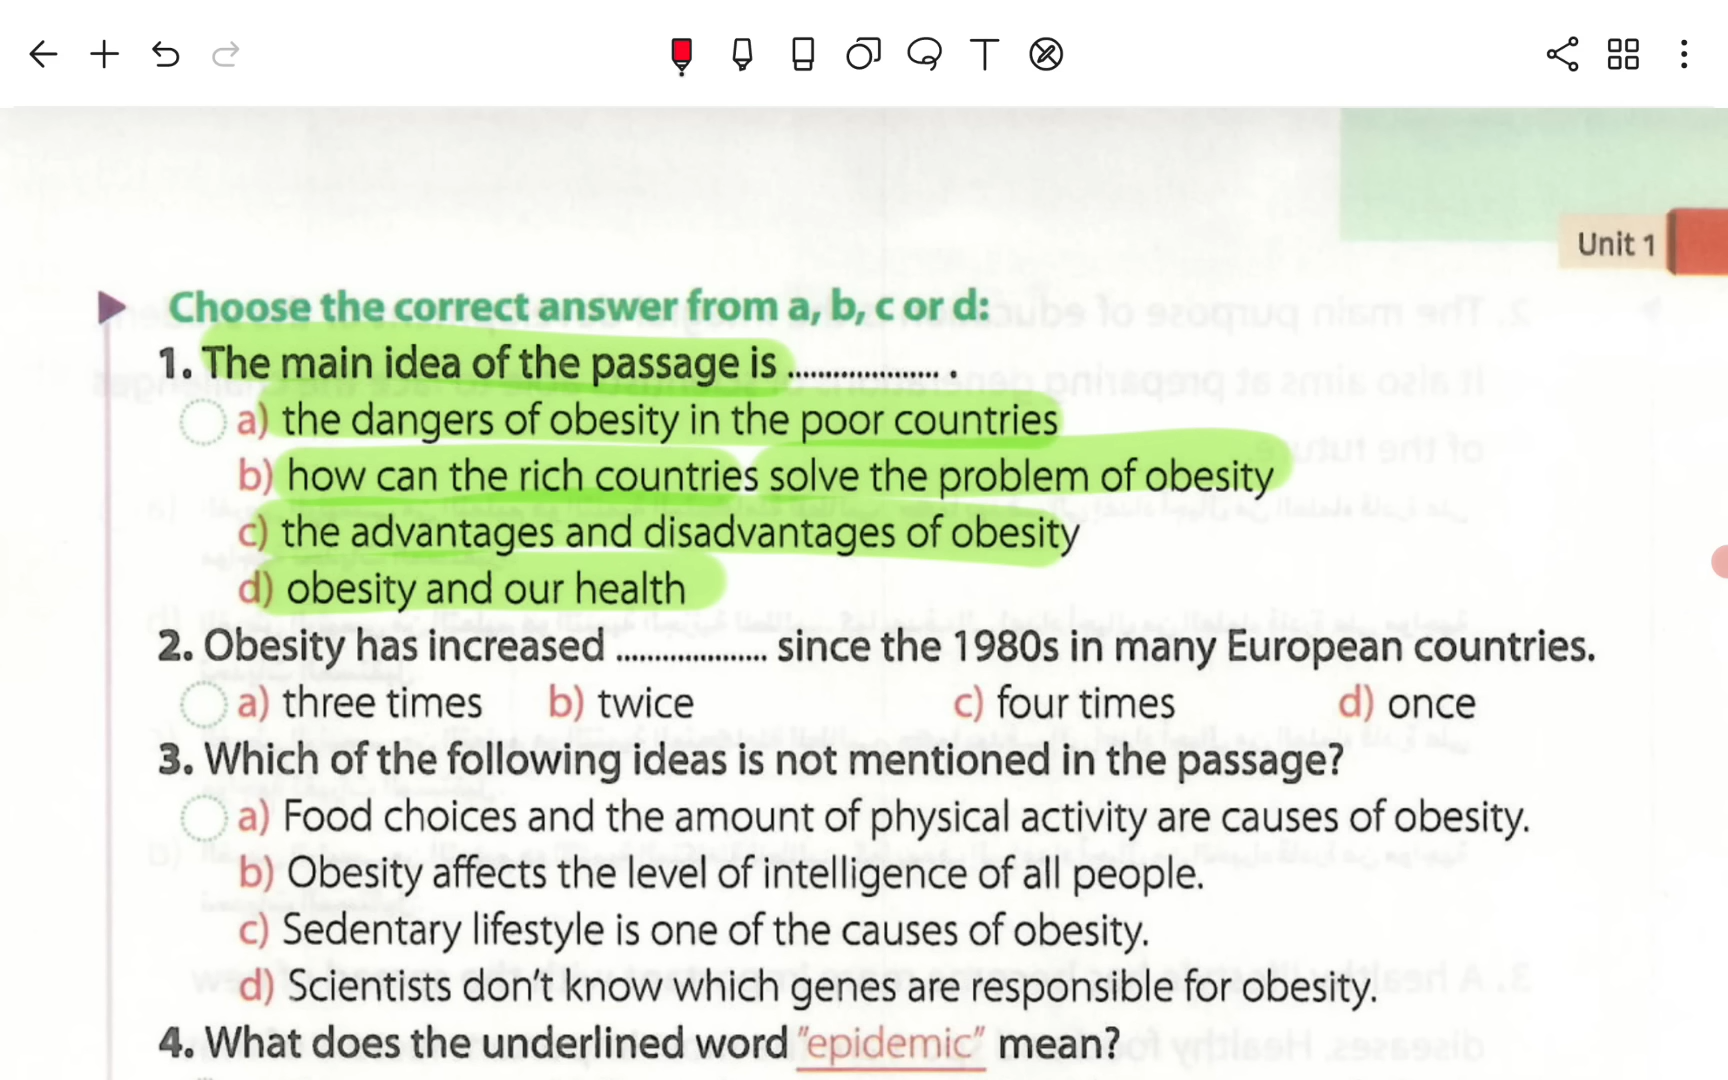 Unit 1
Choose the correct answer from a, b, c or d:
1. The main idea of the passage is .................... .
a) the dangers of obesity in the poor countries
b) how can the rich countries solve the problem of obesity
c) the advantages and disadvantages of obesity
d) obesity and our health
2. Obesity has increased .................... since the 1980s in many European countries.
a) three times b) twice c) four times d) once
3. Which of the following ideas is not mentioned in the passage?
a) Food choices and the amount of physical activity are causes of obesity.
b) Obesity affects the level of intelligence of all people.
c) Sedentary lifestyle is one of the causes of obesity.
d) Scientists don't know which genes are responsible for obesity.
4. What does the underlined word "epidemic" mean?